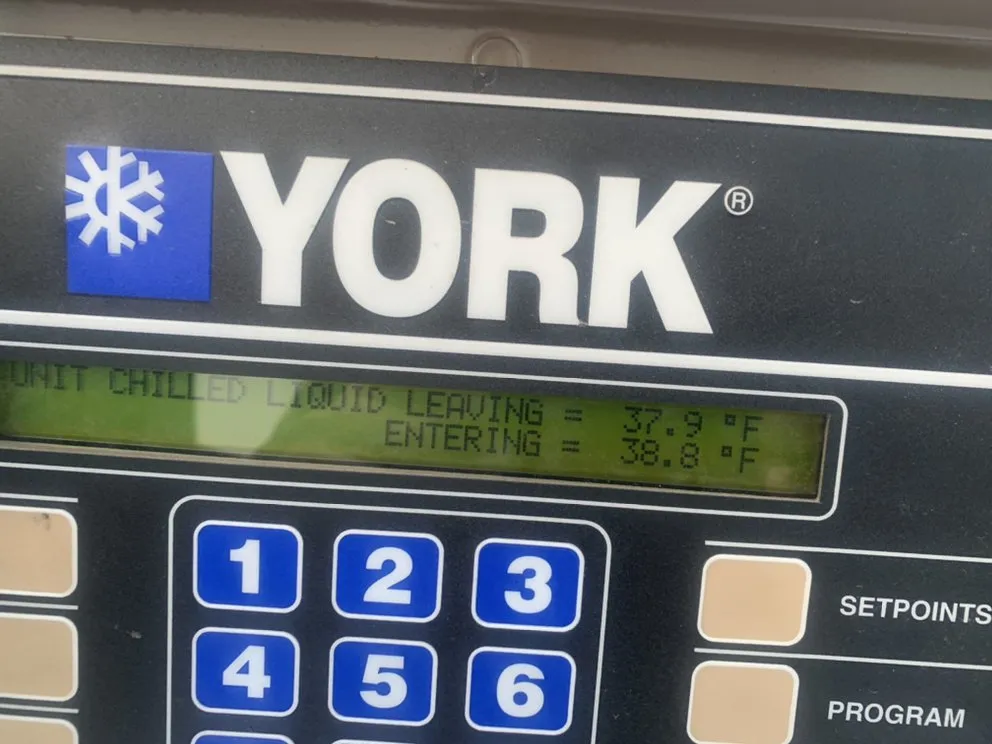 YORK®
UNIT CHILLED LIQUID LEAVING = 37.9 °F
ENTERING = 38.8 °F
1 2 3
SETPOINTS
4 5 6
PROGRAM